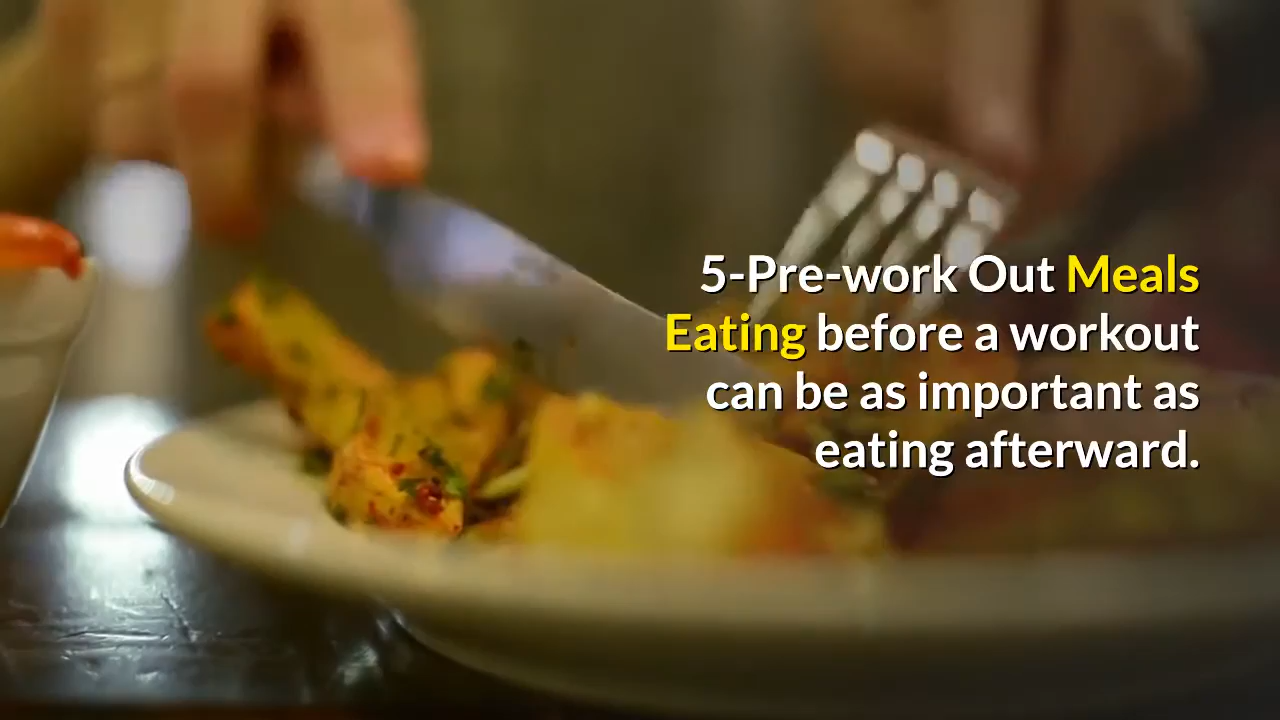 5-Pre-work Out Meals
Eating before a workout
can be as important as
eating afterward.